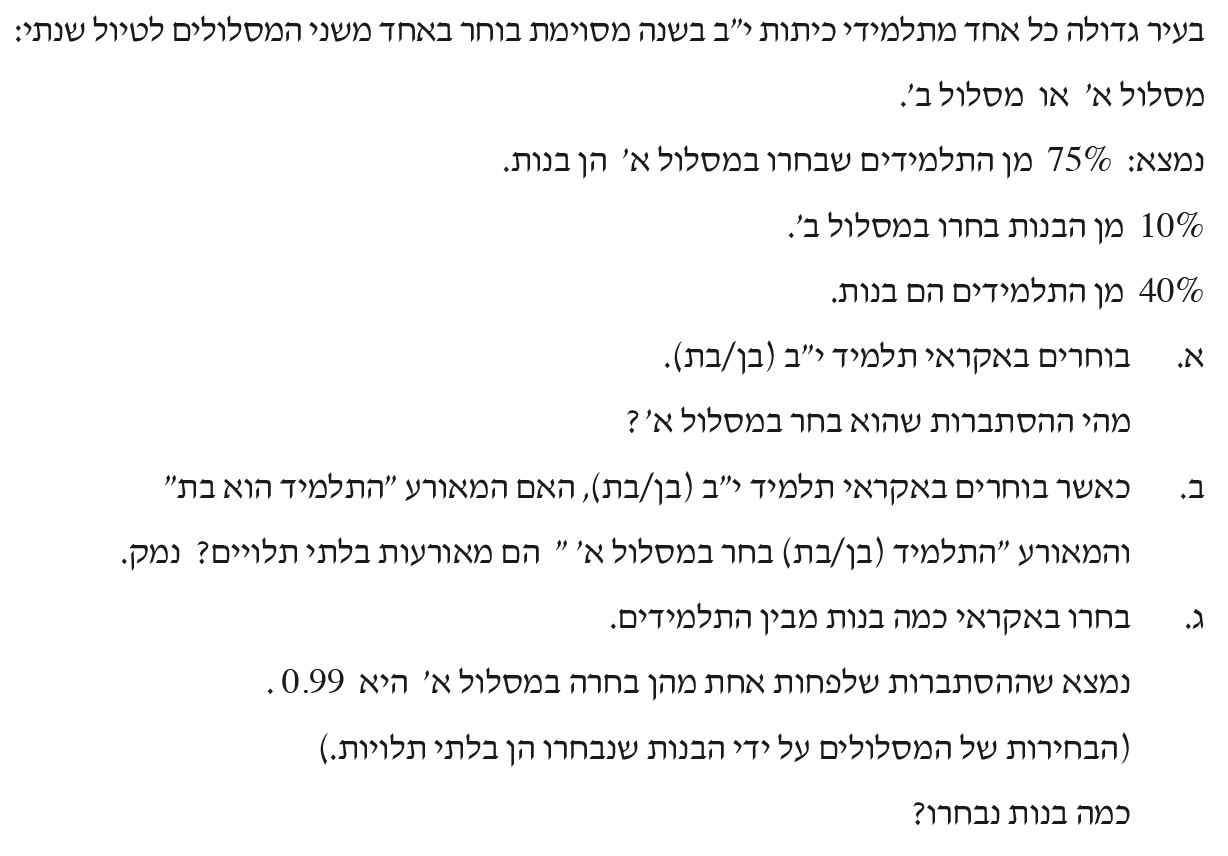 בעיר גדולה כל אחד מתלמידי כיתות י״ב בשנה מסוימת בוחר באחד משני המסלולים לטיול שנתי:
מסלול א׳ או מסלול ב׳.
נמצא: 75% מן התלמידים שבחרו במסלול א׳ הן בנות.
10% מן הבנות בחרו במסלול ב׳.
40% מן התלמידים הם בנות.
א. בוחרים באקראי תלמיד י״ב (בן/בת).
מהי ההסתברות שהוא בחר במסלול א׳ ?
ב. כאשר בוחרים באקראי תלמיד י״ב (בן/בת), האם המאורע ״התלמיד הוא בת״
והמאורע ״התלמיד (בן/בת) בחר במסלול א׳ ״ הם מאורעות בלתי תלויים? נמק.
ג. בחרו באקראי כמה בנות מבין התלמידים.
נמצא שההסתברות שלפחות אחת מהן בחרה במסלול א׳ היא 0.99 .
(הבחירות של המסלולים על ידי הבנות שנבחרו הן בלתי תלויות.)
כמה בנות נבחרו?